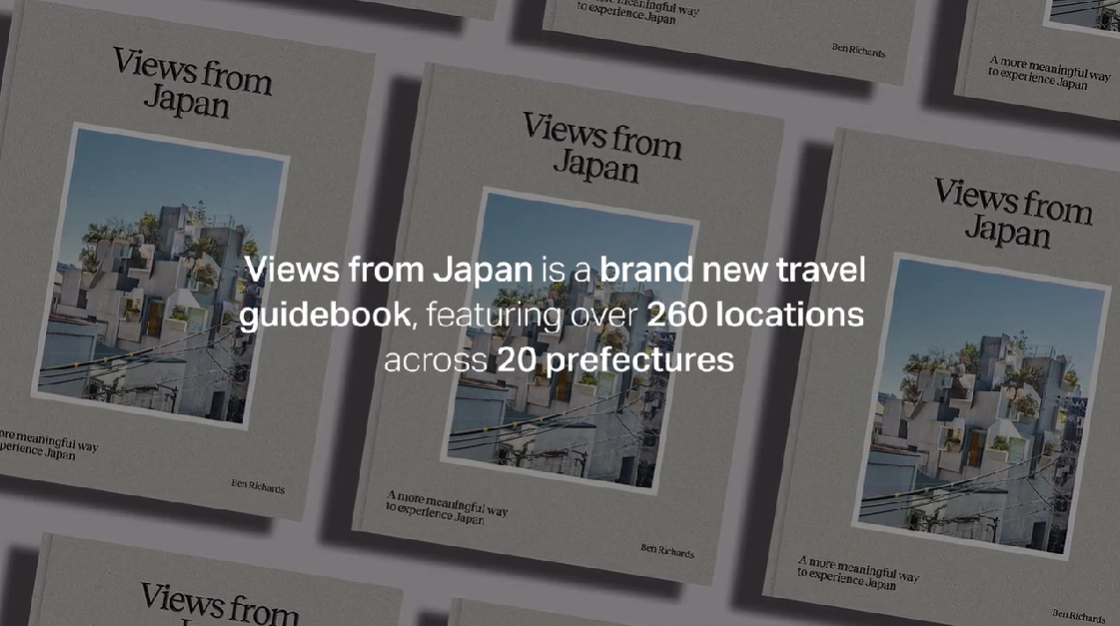 to experience Japan
Ben Richards
A more meaningful way
to experience Japan
Views from
Japan
Views from
Japan
Views from
Japan
Views from Japan is a brand new travel
guidebook, featuring over 260 locations
across 20 prefectures
meaningful way
experience Japan
Ben Richards
A more meaningful way
to experience Japan
Ben Richards
A more meaningful way
to experience Japan
Ben Richards
Views from